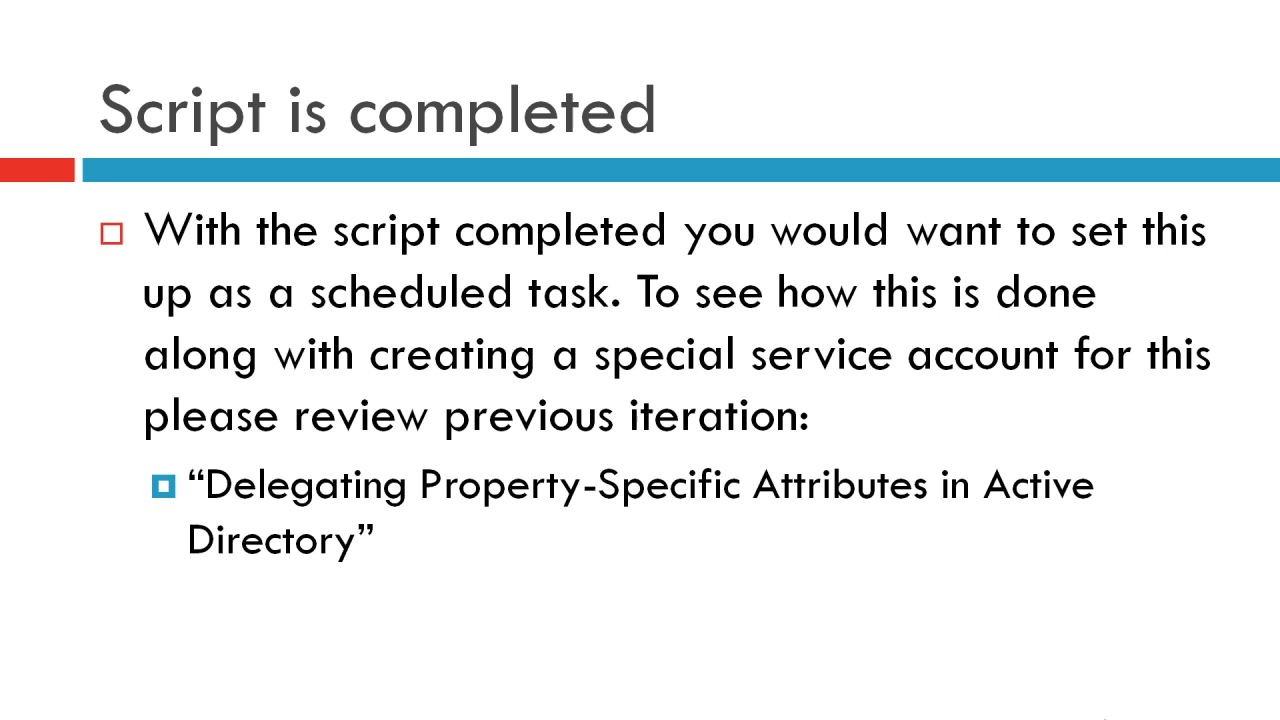 Script is completed
With the script completed you would want to set this
up as a scheduled task. To see how this is done
along with creating a special service account for this
please review previous iteration:
“Delegating Property-Specific Attributes in Active
Directory”